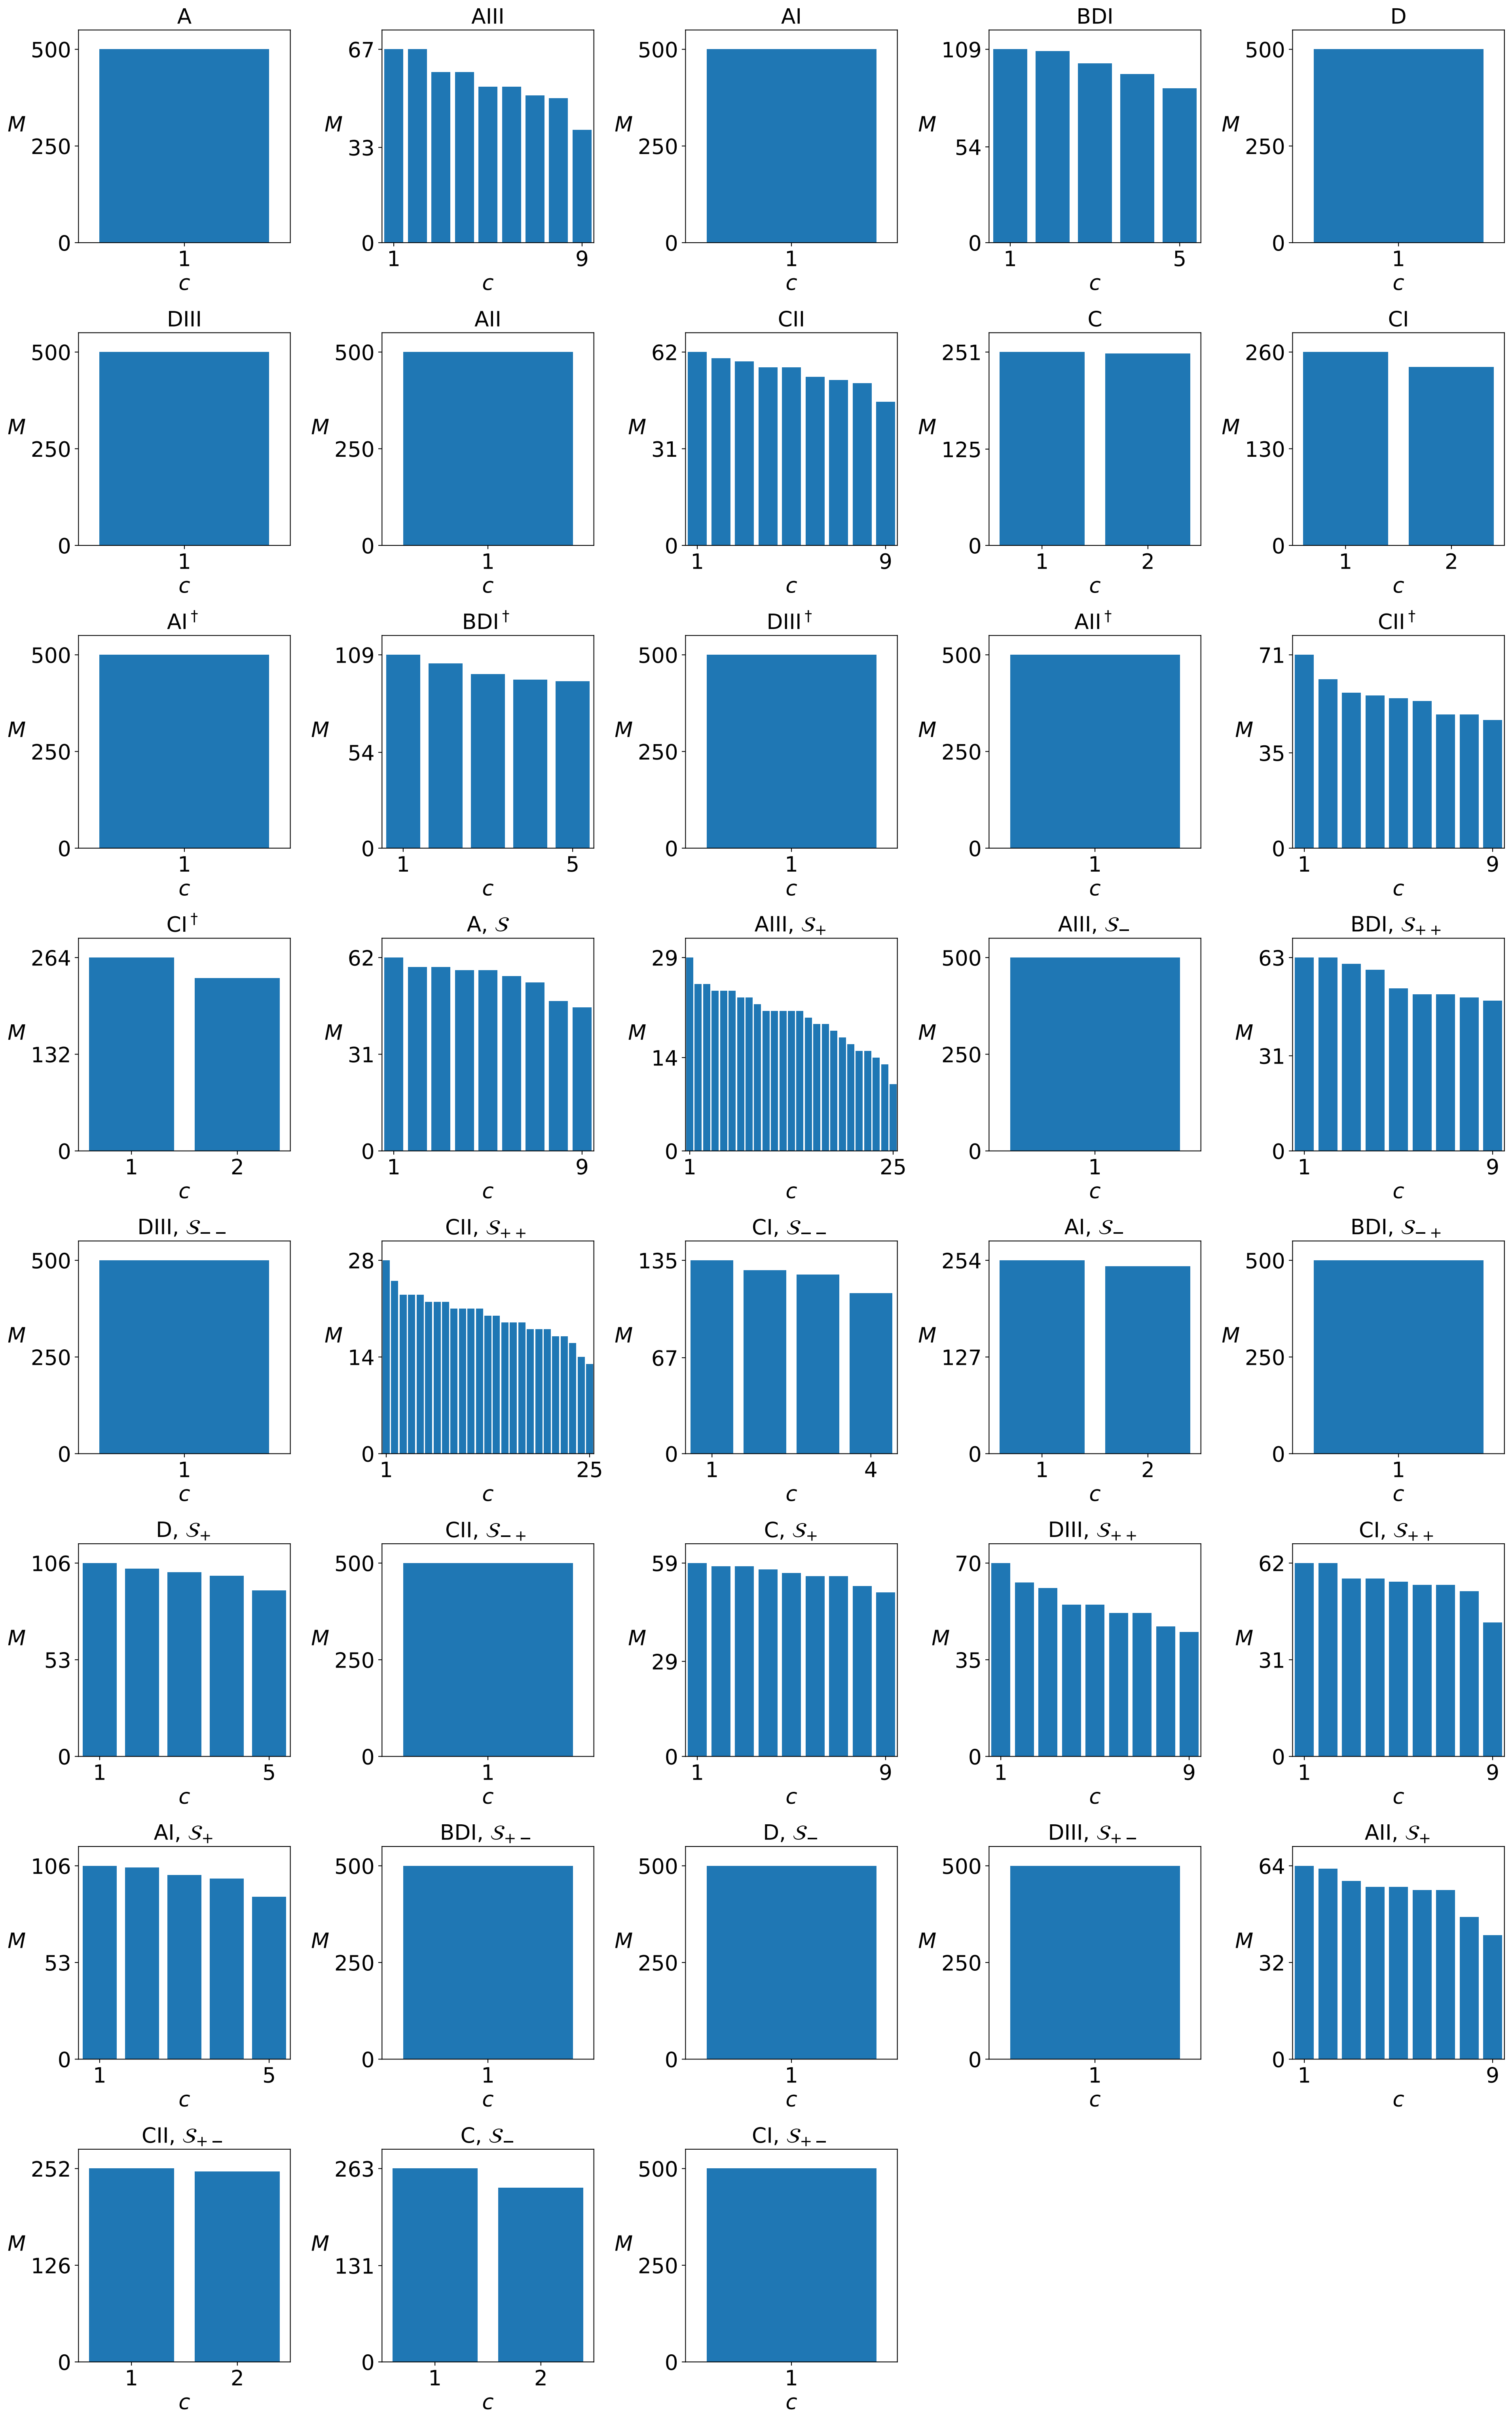 A AIII AI BDI D
M 500 250 0 1 c
M 67 33 0 1 9 c
M 500 250 0 1 c
M 109 54 0 1 5 c
M 500 250 0 1 c
DIII AII CII C CI
M 500 250 0 1 c
M 500 250 0 1 c
M 62 31 0 1 9 c
M 251 125 0 1 2 c
M 260 130 0 1 2 c
AI† BDI† DIII† AII† CII†
M 500 250 0 1 c
M 109 54 0 1 5 c
M 500 250 0 1 c
M 500 250 0 1 c
M 71 35 0 1 9 c
CI† A, 𝒮 AIII, 𝒮₊ AIII, 𝒮₋ BDI, 𝒮₊₊
M 264 132 0 1 2 c
M 62 31 0 1 9 c
M 29 14 0 1 25 c
M 500 250 0 1 c
M 63 31 0 1 9 c
DIII, 𝒮₋₋ CII, 𝒮₊₊ CI, 𝒮₋₋ AI, 𝒮₋ BDI, 𝒮₋₊
M 500 250 0 1 c
M 28 14 0 1 25 c
M 135 67 0 1 4 c
M 254 127 0 1 2 c
M 500 250 0 1 c
D, 𝒮₊ CII, 𝒮₋₊ C, 𝒮₊ DIII, 𝒮₊₊ CI, 𝒮₊₊
M 106 53 0 1 5 c
M 500 250 0 1 c
M 59 29 0 1 9 c
M 70 35 0 1 9 c
M 62 31 0 1 9 c
AI, 𝒮₊ BDI, 𝒮₊₋ D, 𝒮₋ DIII, 𝒮₊₋ AII, 𝒮₊
M 106 53 0 1 5 c
M 500 250 0 1 c
M 500 250 0 1 c
M 500 250 0 1 c
M 64 32 0 1 9 c
CII, 𝒮₊₋ C, 𝒮₋ CI, 𝒮₊₋
M 252 126 0 1 2 c
M 263 131 0 1 2 c
M 500 250 0 1 c